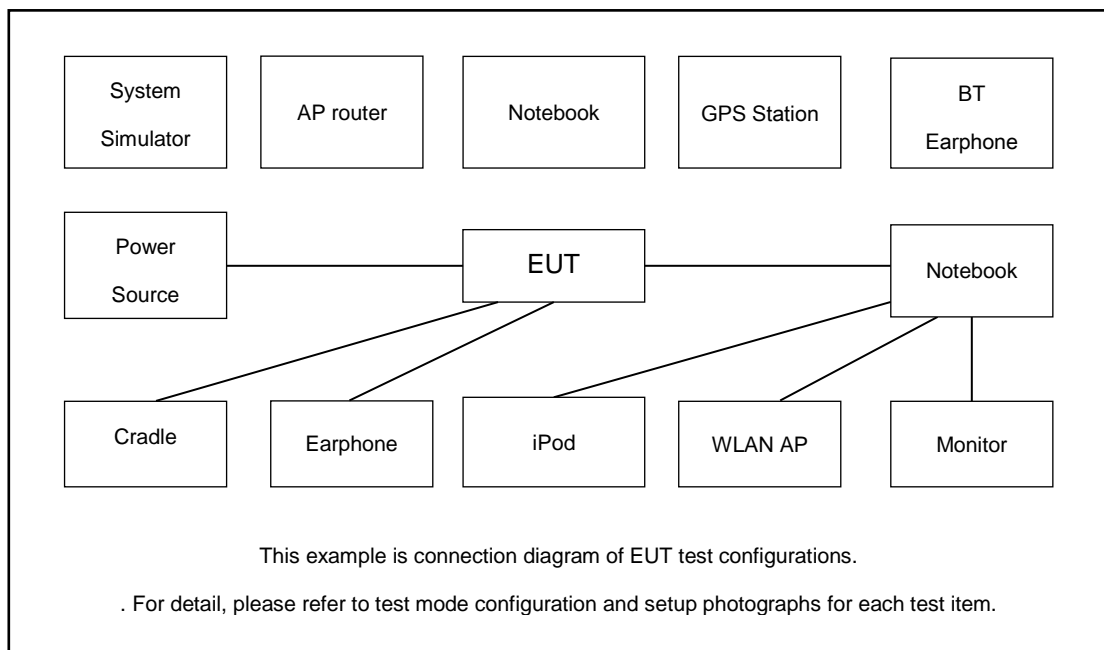 System
Simulator
AP router
Notebook
GPS Station
BT
Earphone
Power
Source
EUT
Notebook
Cradle
Earphone
iPod
WLAN AP
Monitor
This example is connection diagram of EUT test configurations.
. For detail, please refer to test mode configuration and setup photographs for each test item.